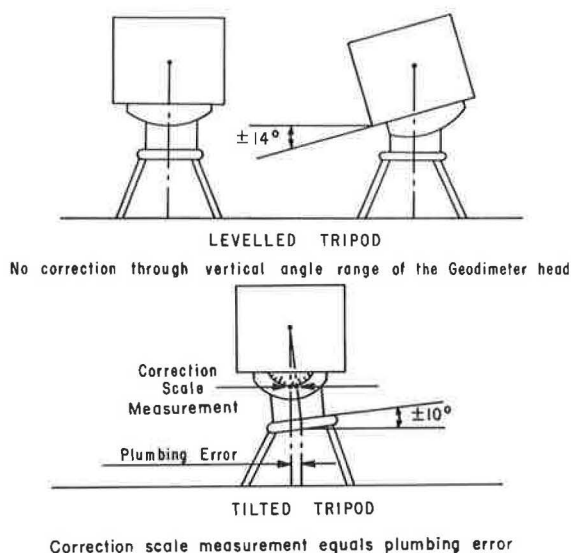 ±14°
LEVELLED TRIPOD
No correction through vertical angle range of the Geodimeter head
Correction
Scale
Measurement
±10°
Plumbing Error
TILTED TRIPOD
Correction scale measurement equals plumbing error